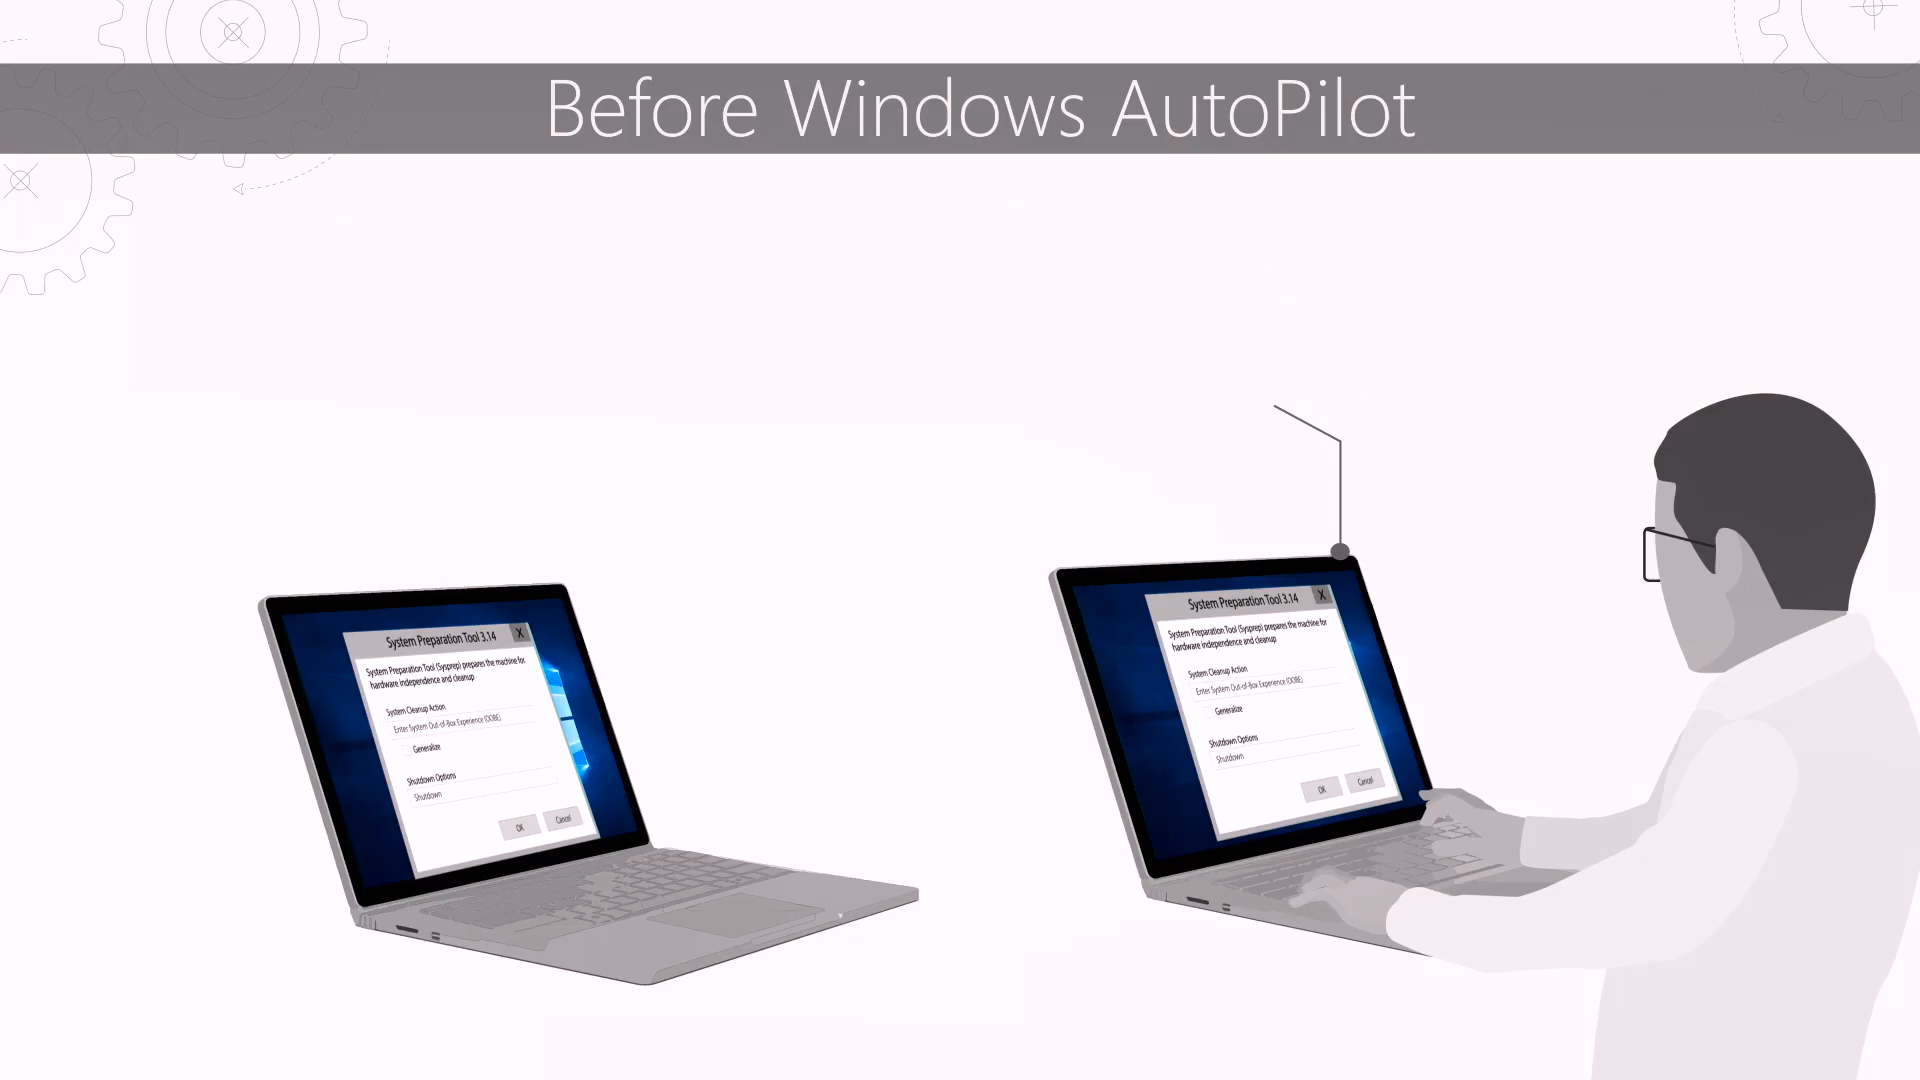 Before Windows AutoPilot
System Preparation Tool 3.14
X
System Preparation Tool (Sysprep) prepares the machine for
hardware independence and cleanup
System Cleanup Action
Enter System Out-of-Box Experience (OOBE)
Generalize
Shutdown Options
Shutdown
OK
Cancel
System Preparation Tool 3.14
X
System Preparation Tool (Sysprep) prepares the machine for
hardware independence and cleanup
System Cleanup Action
Enter System Out-of-Box Experience (OOBE)
Generalize
Shutdown Options
Shutdown
OK
Cancel